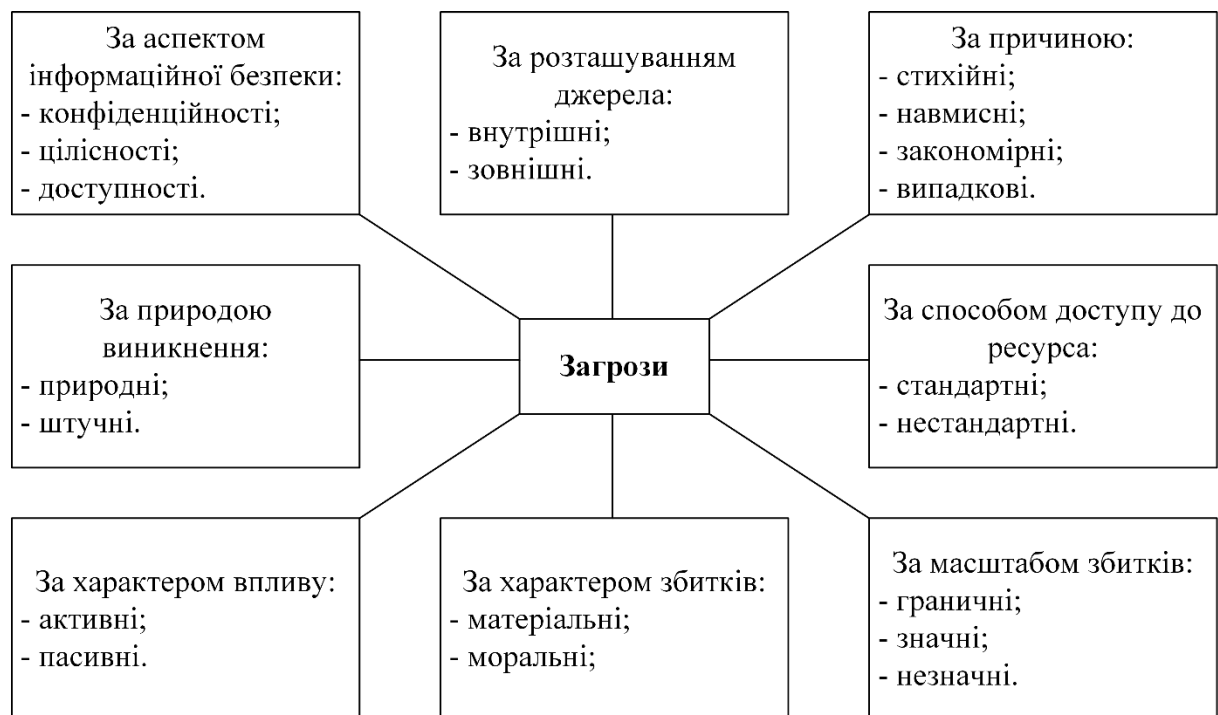 За аспектом
інформаційної безпеки:
- конфіденційності;
- цілісності;
- доступності.
За розташуванням
джерела:
- внутрішні;
- зовнішні.
За причиною:
- стихійні;
- навмисні;
- закономірні;
- випадкові.
За природою
виникнення:
- природні;
- штучні.
Загрози
За способом доступу до
ресурса:
- стандартні;
- нестандартні.
За характером впливу:
- активні;
- пасивні.
За характером збитків:
- матеріальні;
- моральні;
За масштабом збитків:
- граничні;
- значні;
- незначні.